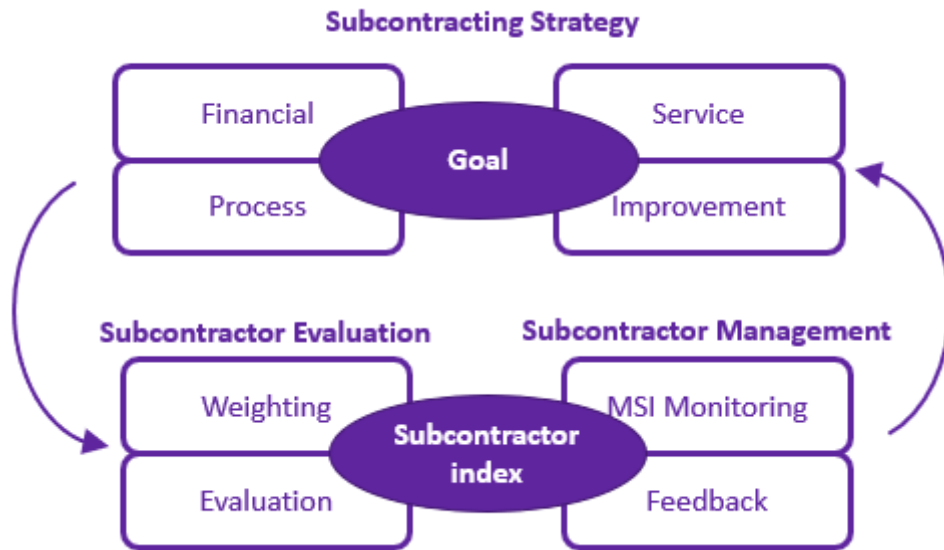 Subcontracting Strategy
Financial
Service
Goal
Process
Improvement
Subcontractor Evaluation
Subcontractor Management
Weighting
MSI Monitoring
Subcontractor
index
Evaluation
Feedback